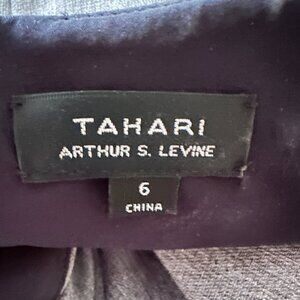 TAHARI
ARTHUR S. LEVINE
6
CHINA